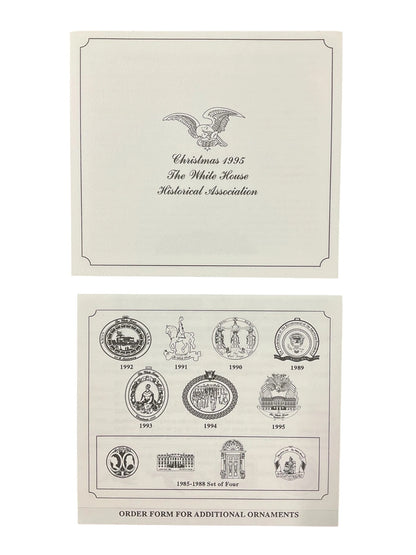 Christmas 1995
The White House
Historical Association
1992 1991 1990 1989
1993 1994 1995
1985-1988 Set of Four
ORDER FORM FOR ADDITIONAL ORNAMENTS